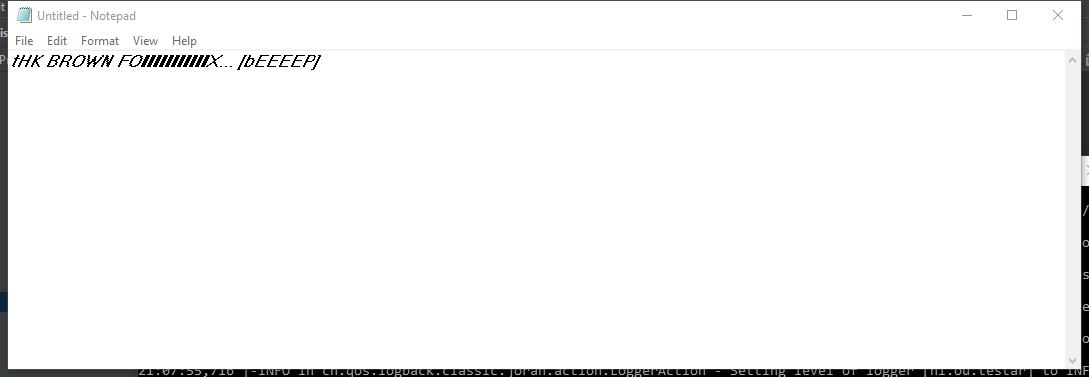 Untitled - Notepad
File Edit Format View Help
tHK BROWN FO X... [bEEEEP]
21:07:55,716 |-INFO in ch.qos.logback.classic.joran.action.LoggerAction - Setting level of logger [nl.ou.testar] to INF